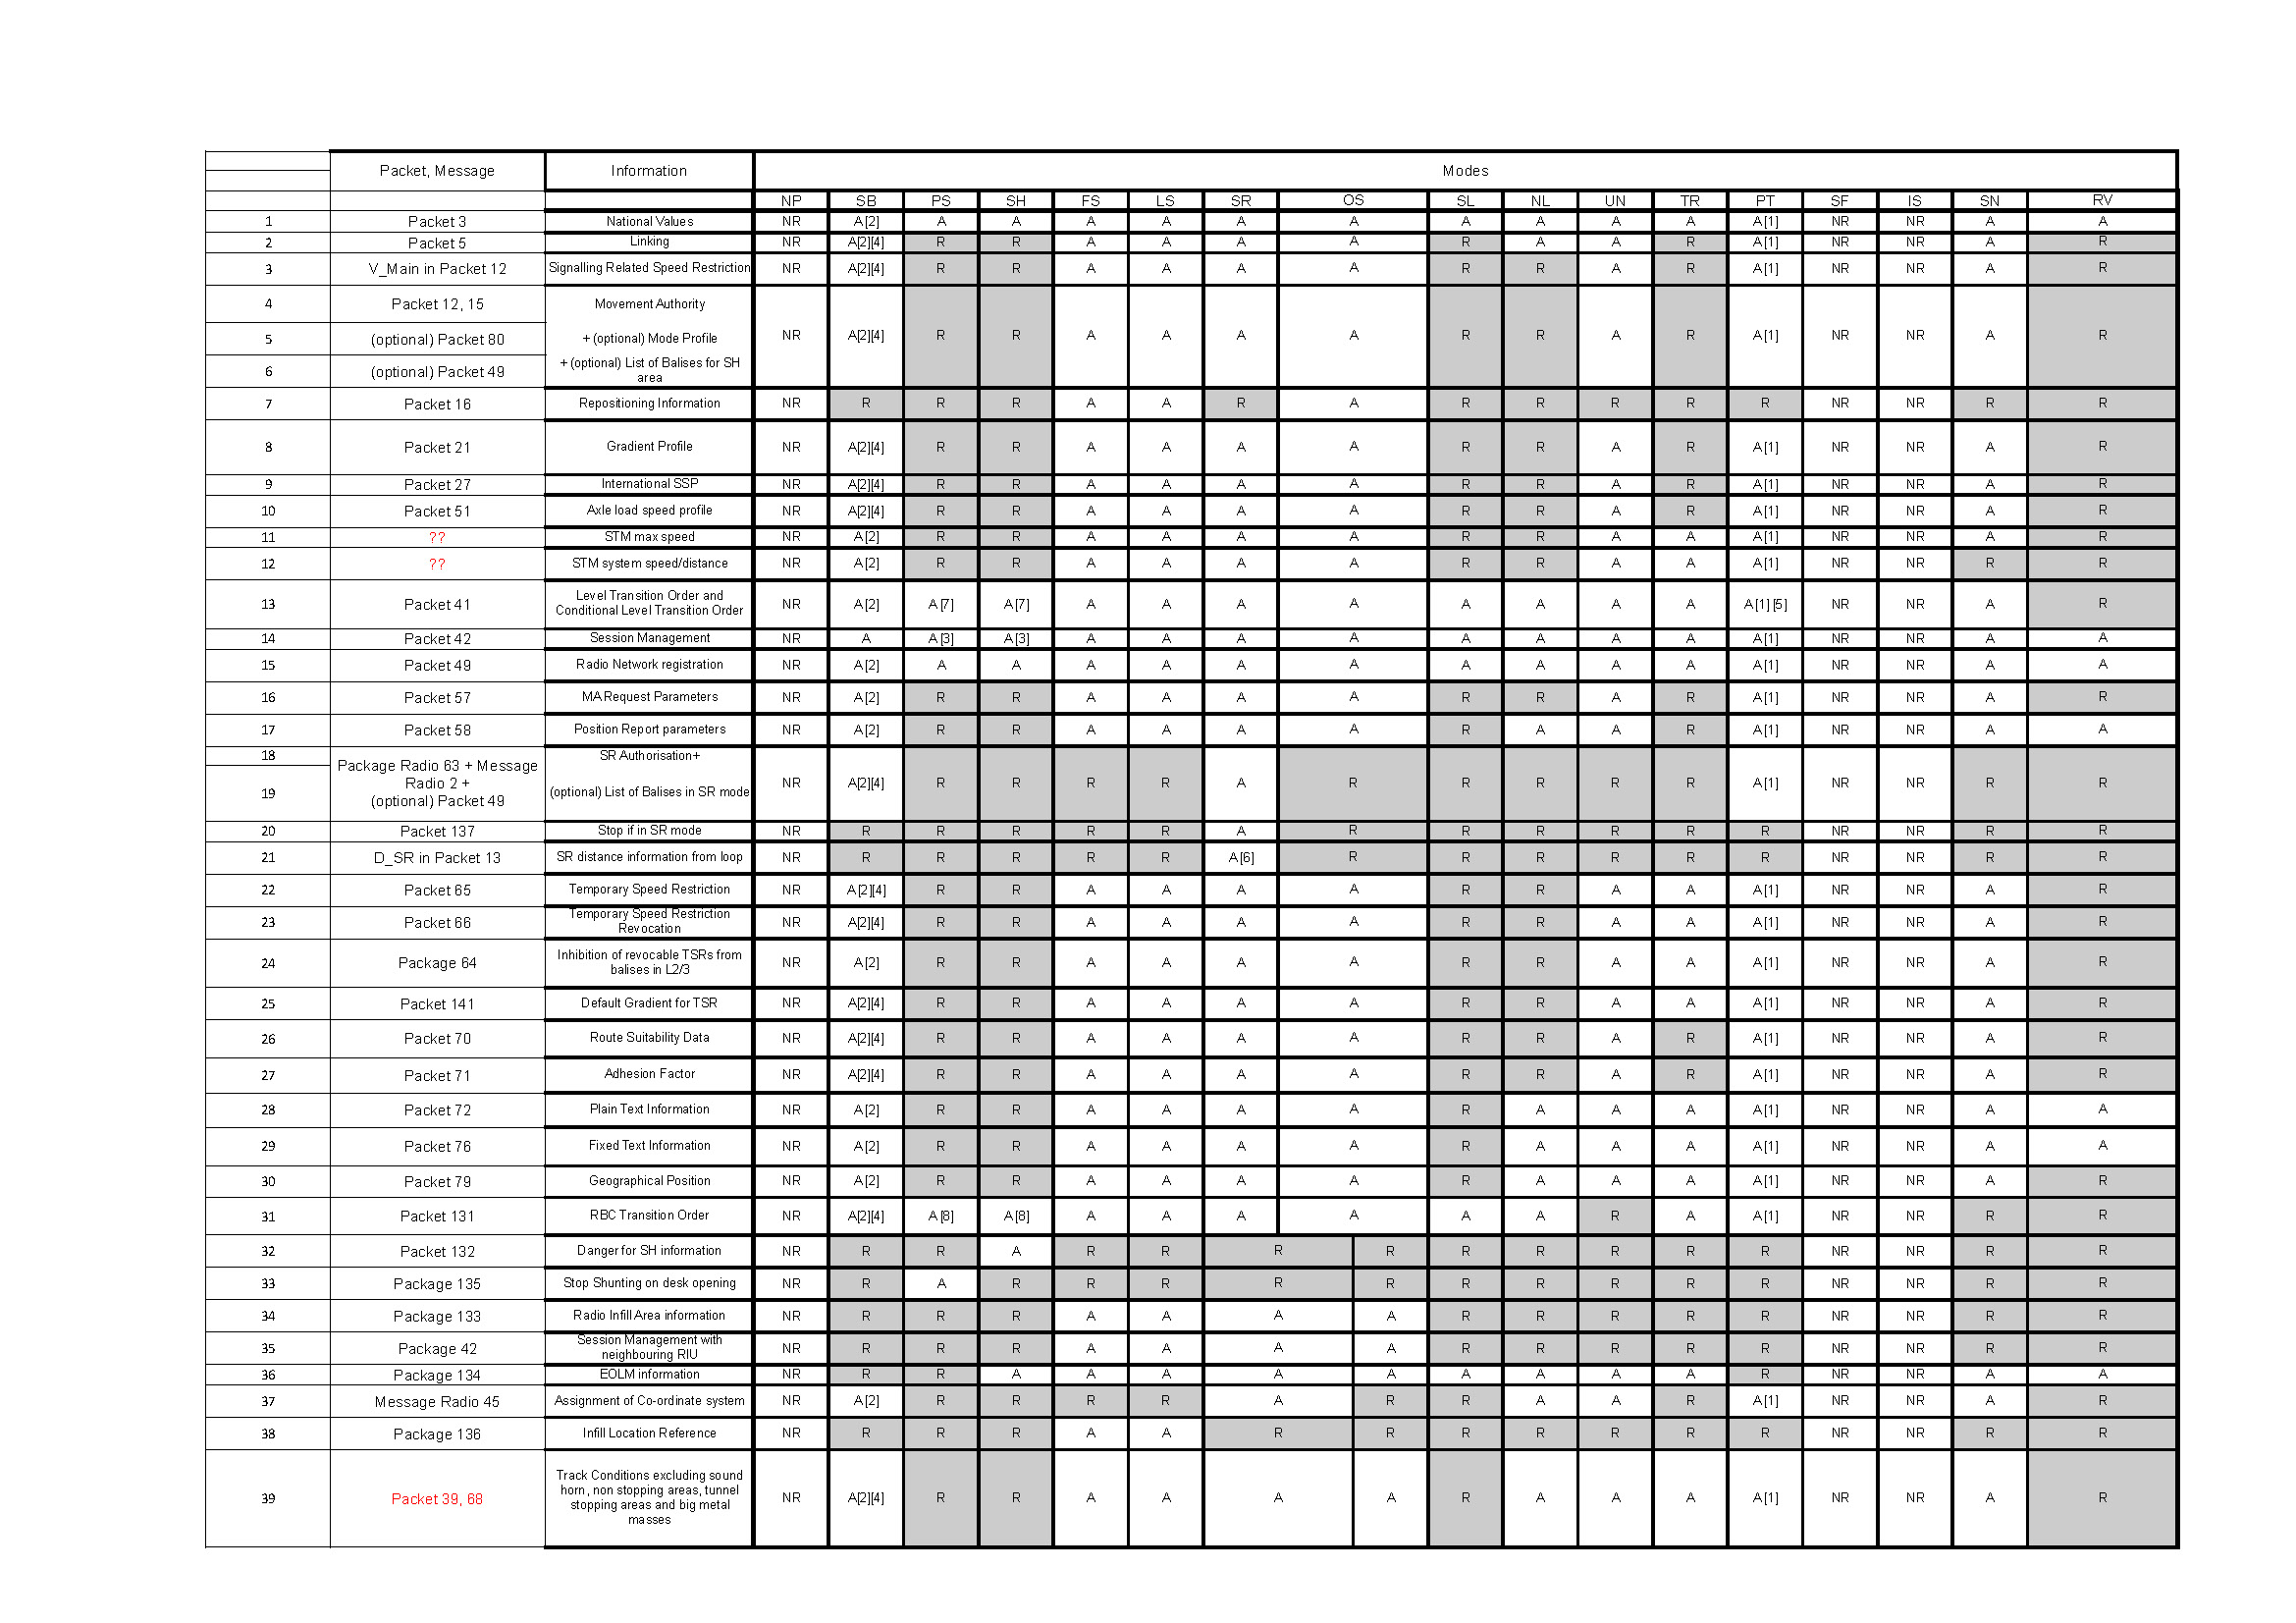 Packet, Message Information Modes
NP SB PS SH FS LS SR OS SL NL UN TR PT SF IS SN RV
1 Packet 3 National Values NR A[2] A A A A A A A A A A A[1] NR NR A A
2 Packet 5 Linking NR A[2][4] R R A A A A R A A R A[1] NR NR A R
3 V_Main in Packet 12 Signalling Related Speed Restriction NR A[2][4] R R A A A A R R A R A[1] NR NR A R
4 Packet 12, 15 Movement Authority
5 (optional) Packet 80 + (optional) Mode Profile NR A[2][4] R R A A A A R R A R A[1] NR NR A R
6 (optional) Packet 49 + (optional) List of Balises for SH
area
7 Packet 16 Repositioning Information NR R R R A A R A R R R R R NR NR R R
8 Packet 21 Gradient Profile NR A[2][4] R R A A A A R R A R A[1] NR NR A R
9 Packet 27 International SSP NR A[2][4] R R A A A A R R A R A[1] NR NR A R
10 Packet 51 Axle load speed profile NR A[2][4] R R A A A A R R A R A[1] NR NR A R
11 ?? STM max speed NR A[2] R R A A A A R R A A A[1] NR NR A R
12 ?? STM system speed/distance NR A[2] R R A A A A R R A A A[1] NR NR R R
13 Packet 41 Level Transition Order and
Conditional Level Transition Order NR A[2] A[7] A[7] A A A A A A A A A[1][5] NR NR A R
14 Packet 42 Session Management NR A A[3] A[3] A A A A A A A A A[1] NR NR A A
15 Packet 49 Radio Network registration NR A[2] A A A A A A A A A A A[1] NR NR A A
16 Packet 57 MA Request Parameters NR A[2] R R A A A A R R A R A[1] NR NR A R
17 Packet 58 Position Report parameters NR A[2] R R A A A A R A A R A[1] NR NR A A
18 SR Authorisation+
Package Radio 63 + Message
Radio 2 + NR A[2][4] R R R R A R R R R R A[1] NR NR R R
19 (optional) List of Balises in SR mode
(optional) Packet 49
20 Packet 137 Stop if in SR mode NR R R R R R A R R R R R R NR NR R R
21 D_SR in Packet 13 SR distance information from loop NR R R R R R A[6] R R R R R R NR NR R R
22 Packet 65 Temporary Speed Restriction NR A[2][4] R R A A A A R R A A A[1] NR NR A R
23 Packet 66 Temporary Speed Restriction
Revocation NR A[2][4] R R A A A A R R A A A[1] NR NR A R
24 Package 64 Inhibition of revocable TSRs from
balises in L2/3 NR A[2] R R A A A A R R A A A[1] NR NR A R
25 Packet 141 Default Gradient for TSR NR A[2][4] R R A A A A R R A A A[1] NR NR A R
26 Packet 70 Route Suitability Data NR A[2][4] R R A A A A R R A R A[1] NR NR A R
27 Packet 71 Adhesion Factor NR A[2][4] R R A A A A R R A R A[1] NR NR A R
28 Packet 72 Plain Text Information NR A[2] R R A A A A R A A A A[1] NR NR A A
29 Packet 76 Fixed Text Information NR A[2] R R A A A A R A A A A[1] NR NR A A
30 Packet 79 Geographical Position NR A[2] R R A A A A R A A A A[1] NR NR A R
31 Packet 131 RBC Transition Order NR A[2][4] A[8] A[8] A A A A A A R A A[1] NR NR R R
32 Packet 132 Danger for SH information NR R R A R R R R R R R R R NR NR R R
33 Package 135 Stop Shunting on desk opening NR R A R R R R R R R R R R NR NR R R
34 Package 133 Radio Infill Area information NR R R R A A A A R R R R R NR NR R R
35 Package 42 Session Management with
neighbouring RIU NR R R R A A A A R R R R R NR NR R R
36 Package 134 EOLM information NR R R A A A A A A A A A R NR NR A A
37 Message Radio 45 Assignment of Co-ordinate system NR A[2] R R R R A R R A A R A[1] NR NR A R
38 Package 136 Infill Location Reference NR R R R A A R R R R R R R NR NR R R
39 Packet 39, 68 Track Conditions excluding sound
horn, non stopping areas, tunnel
stopping areas and big metal
masses NR A[2][4] R R A A A A R A A A A[1] NR NR A R